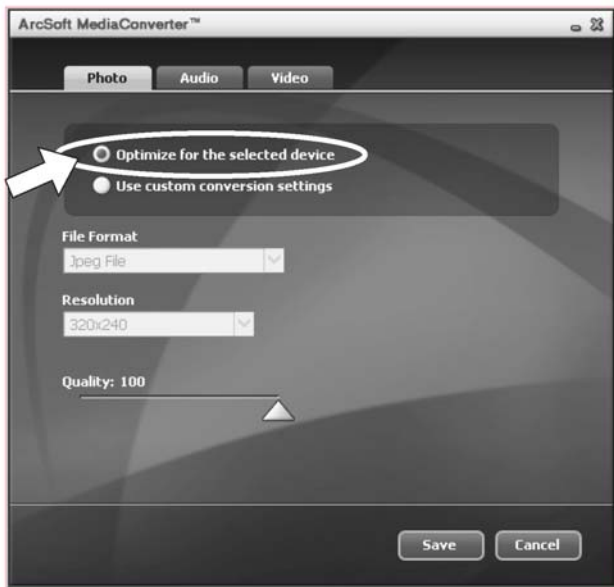 ArcSoft MediaConverter™
Photo Audio Video
Optimize for the selected device
Use custom conversion settings
File Format
Jpeg File
Resolution
320x240
Quality: 100
Save Cancel